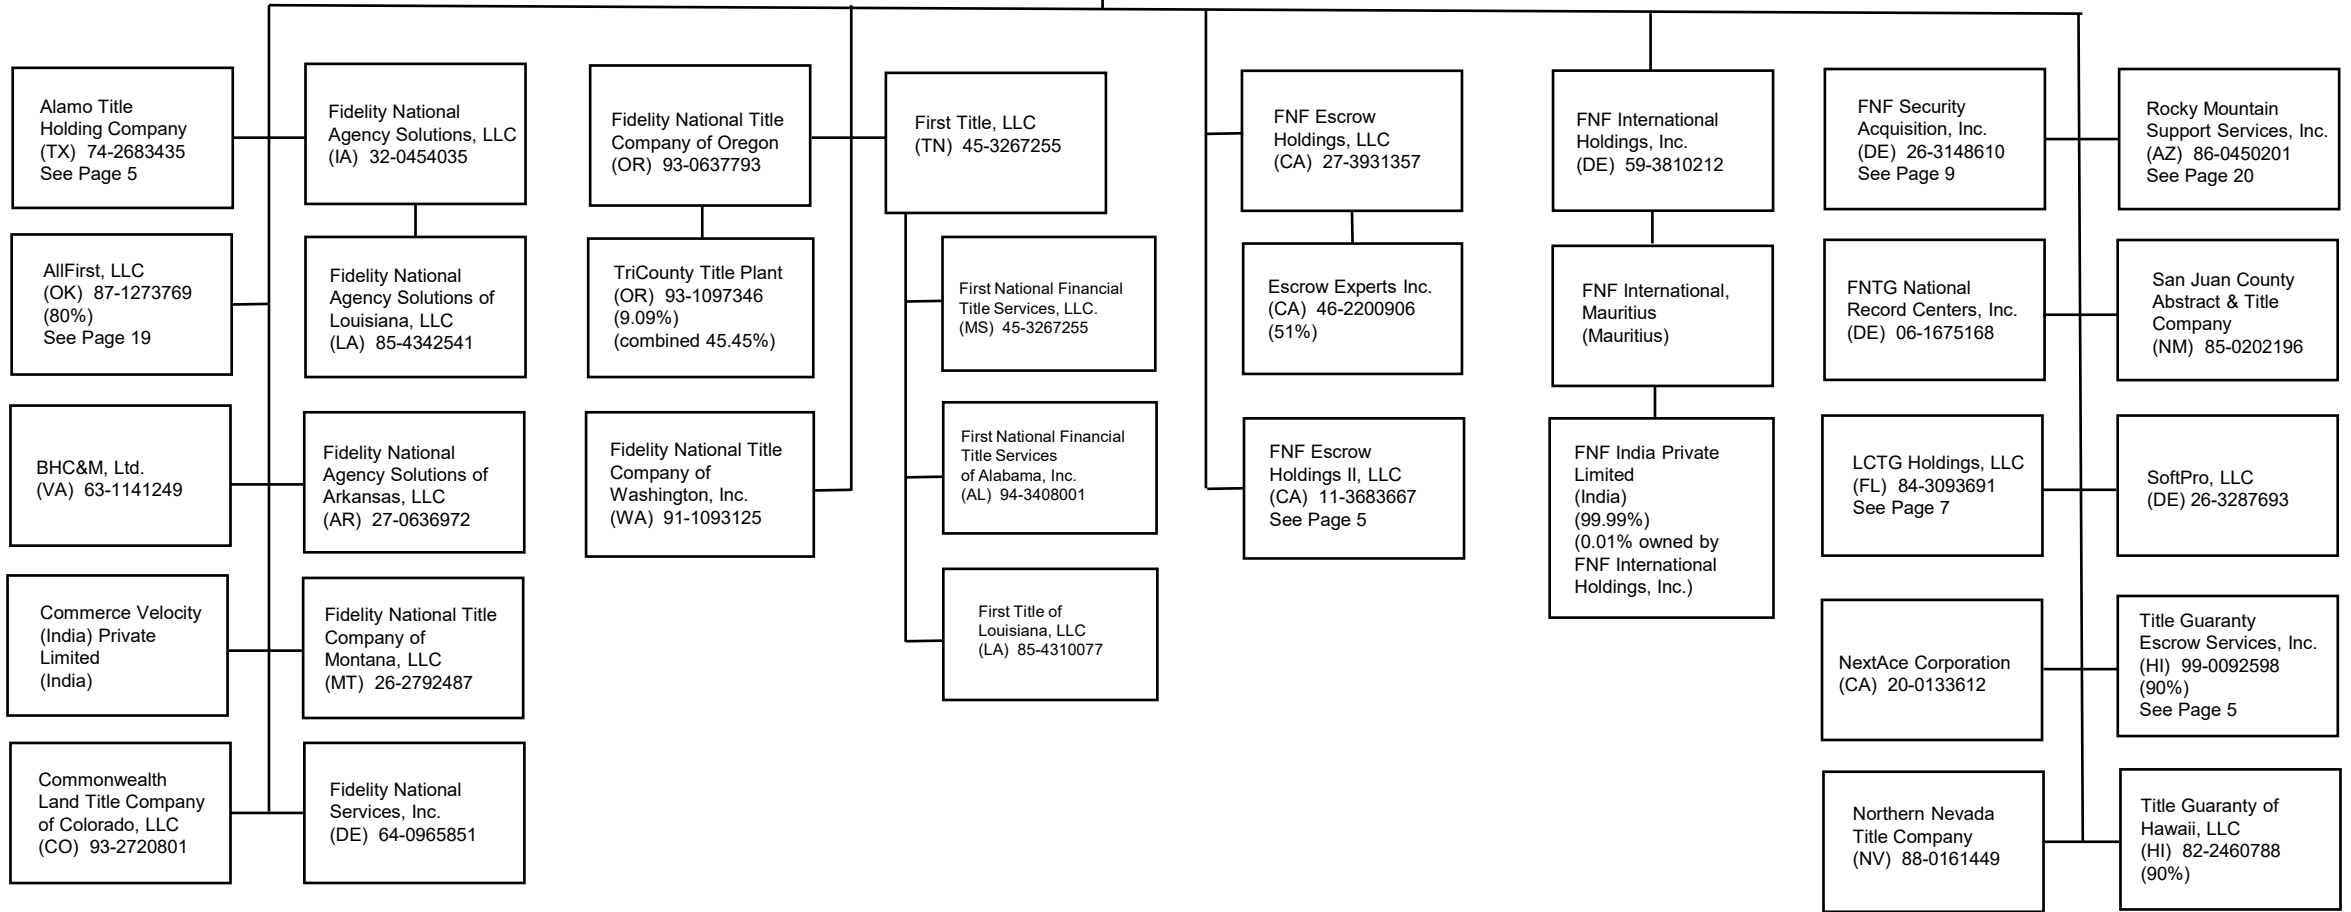 Alamo Title
Holding Company
(TX) 74-2683435
See Page 5
AllFirst, LLC
(OK) 87-1273769
(80%)
See Page 19
BHC&M, Ltd.
(VA) 63-1141249
Commerce Velocity
(India) Private
Limited
(India)
Commonwealth
Land Title Company
of Colorado, LLC
(CO) 93-2720801
Fidelity National
Agency Solutions, LLC
(IA) 32-0454035
Fidelity National
Agency Solutions of
Louisiana, LLC
(LA) 85-4342541
Fidelity National
Agency Solutions of
Arkansas, LLC
(AR) 27-0636972
Fidelity National Title
Company of
Montana, LLC
(MT) 26-2792487
Fidelity National
Services, Inc.
(DE) 64-0965851
Fidelity National Title
Company of Oregon
(OR) 93-0637793
TriCounty Title Plant
(OR) 93-1097346
(9.09%)
(combined 45.45%)
Fidelity National Title
Company of
Washington, Inc.
(WA) 91-1093125
First Title, LLC
(TN) 45-3267255
First National Financial
Title Services, LLC.
(MS) 45-3267255
First National Financial
Title Services
of Alabama, Inc.
(AL) 94-3408001
First Title of
Louisiana, LLC
(LA) 85-4310077
FNF Escrow
Holdings, LLC
(CA) 27-3931357
Escrow Experts Inc.
(CA) 46-2200906
(51%)
FNF Escrow
Holdings II, LLC
(CA) 11-3683667
See Page 5
FNF International
Holdings, Inc.
(DE) 59-3810212
FNF International,
Mauritius
(Mauritius)
FNF India Private
Limited
(India)
(99.99%)
(0.01% owned by
FNF International
Holdings, Inc.)
FNF Security
Acquisition, Inc.
(DE) 26-3148610
See Page 9
FNTG National
Record Centers, Inc.
(DE) 06-1675168
LCTG Holdings, LLC
(FL) 84-3093691
See Page 7
NextAce Corporation
(CA) 20-0133612
Northern Nevada
Title Company
(NV) 88-0161449
Rocky Mountain
Support Services, Inc.
(AZ) 86-0450201
See Page 20
San Juan County
Abstract & Title
Company
(NM) 85-0202196
SoftPro, LLC
(DE) 26-3287693
Title Guaranty
Escrow Services, Inc.
(HI) 99-0092598
(90%)
See Page 5
Title Guaranty of
Hawaii, LLC
(HI) 82-2460788
(90%)